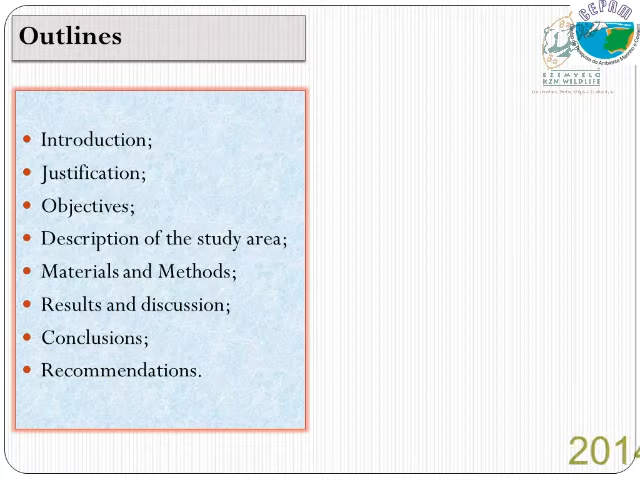 Outlines
CEPAM
EZEMVELO
KZN WILDLIFE
Introduction;
Justification;
Objectives;
Description of the study area;
Materials and Methods;
Results and discussion;
Conclusions;
Recommendations.
2014